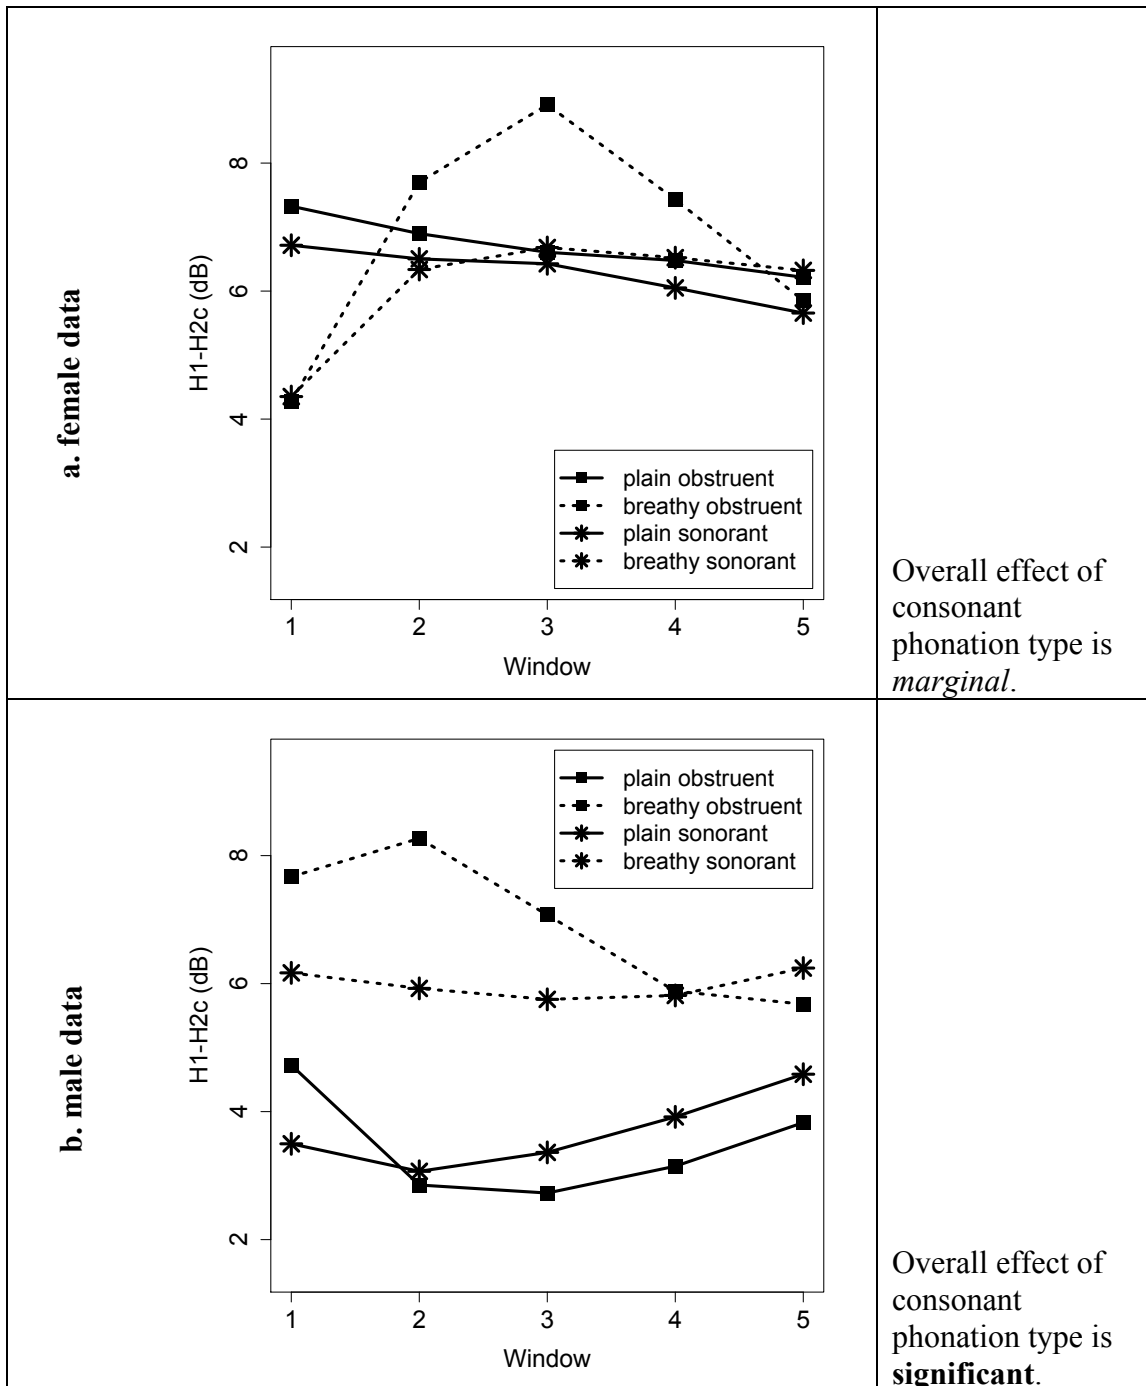 a. female data
H1-H2c (dB)
8
6
4
2
plain obstruent
breathy obstruent
plain sonorant
breathy sonorant
1 2 3 4 5
Window
Overall effect of
consonant
phonation type is
marginal.
b. male data
H1-H2c (dB)
8
6
4
2
plain obstruent
breathy obstruent
plain sonorant
breathy sonorant
1 2 3 4 5
Window
Overall effect of
consonant
phonation type is
significant.